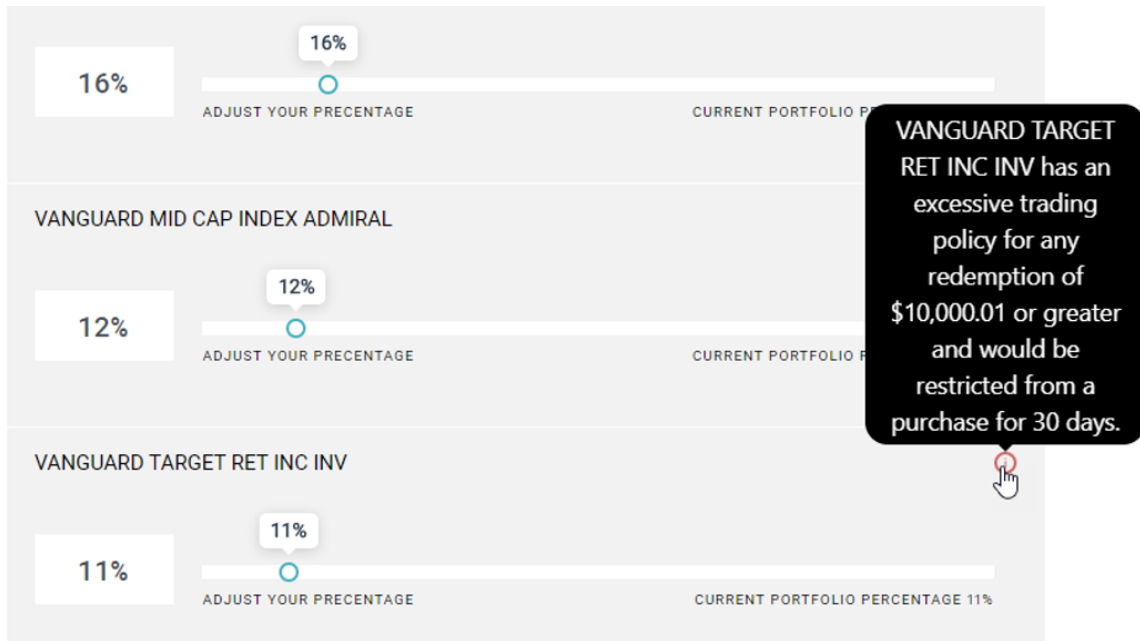 16%
16%
ADJUST YOUR PRECENTAGE
CURRENT PORTFOLIO
VANGUARD MID CAP INDEX ADMIRAL
12%
12%
ADJUST YOUR PRECENTAGE
CURRENT PORTFOLIO
VANGUARD TARGET
RET INC INV has an
excessive trading
policy for any
redemption of
$10,000.01 or greater
and would be
restricted from a
purchase for 30 days.
VANGUARD TARGET RET INC INV
11%
11%
ADJUST YOUR PRECENTAGE
CURRENT PORTFOLIO PERCENTAGE 11%